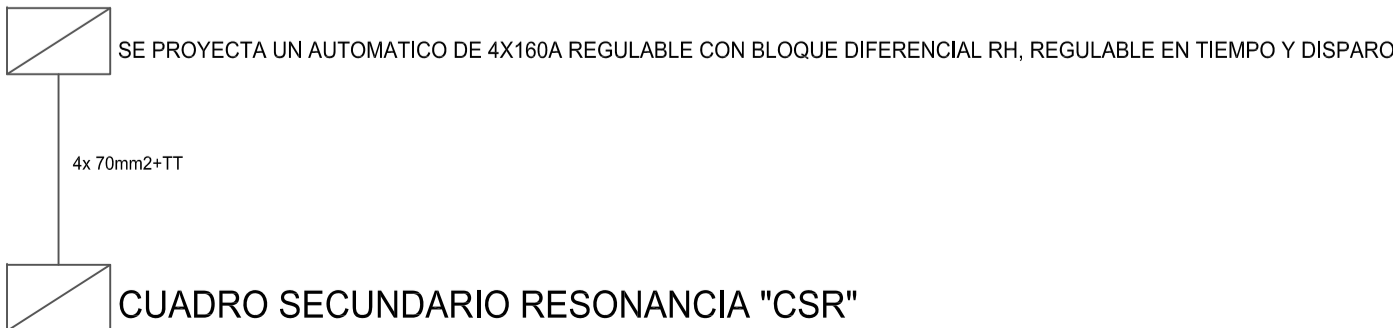 SE PROYECTA UN AUTOMATICO DE 4X160A REGULABLE CON BLOQUE DIFERENCIAL RH, REGULABLE EN TIEMPO Y DISPARO
4x 70mm2+TT
CUADRO SECUNDARIO RESONANCIA "CSR"